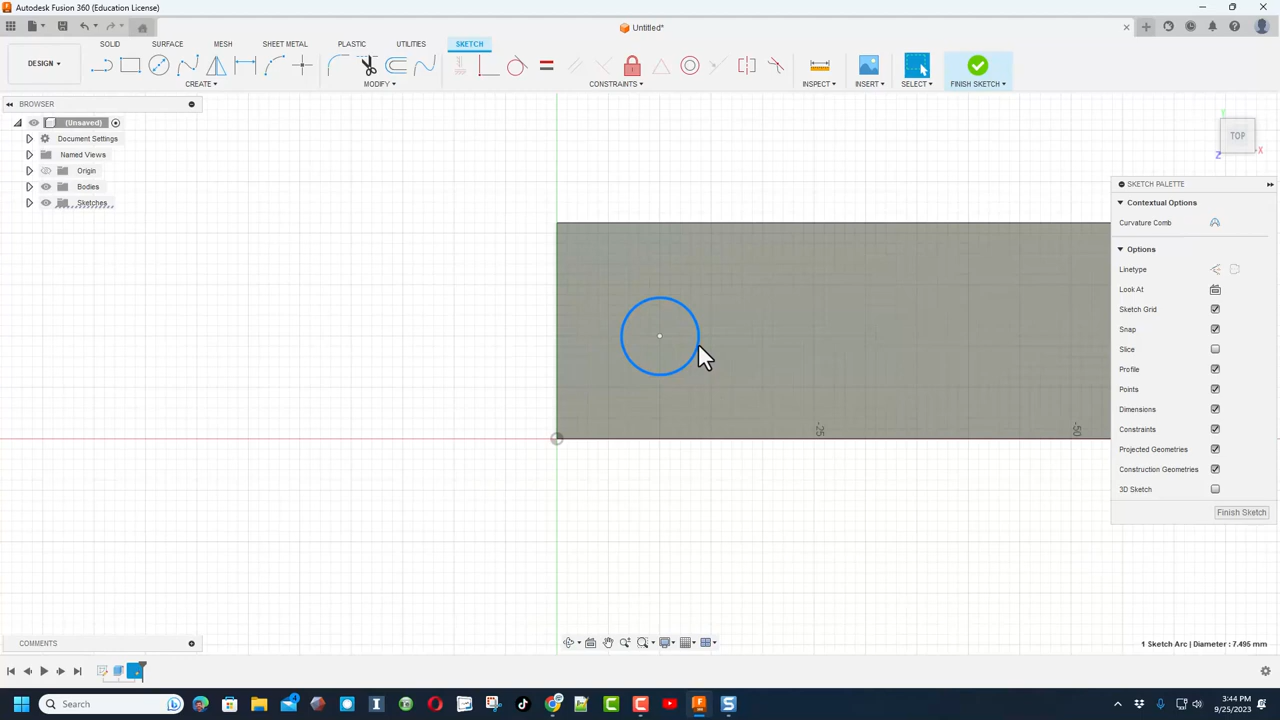 Autodesk Fusion 360 (Education License)
Untitled*
DESIGN
SOLID SURFACE MESH SHEET METAL PLASTIC UTILITIES SKETCH
CREATE MODIFY CONSTRAINTS INSPECT INSERT SELECT FINISH SKETCH
BROWSER
(Unsaved)
Document Settings
Named Views
Origin
Bodies
Sketches
Y
TOP
X
Z
SKETCH PALETTE
Contextual Options
Curvature Comb
Options
Linetype
Look At
Sketch Grid
Snap
Slice
Profile
Points
Dimensions
Constraints
Projected Geometries
Construction Geometries
3D Sketch
Finish Sketch
-25
-50
COMMENTS
1 Sketch Arc | Diameter : 7.495 mm
Search
3:44 PM
9/25/2023